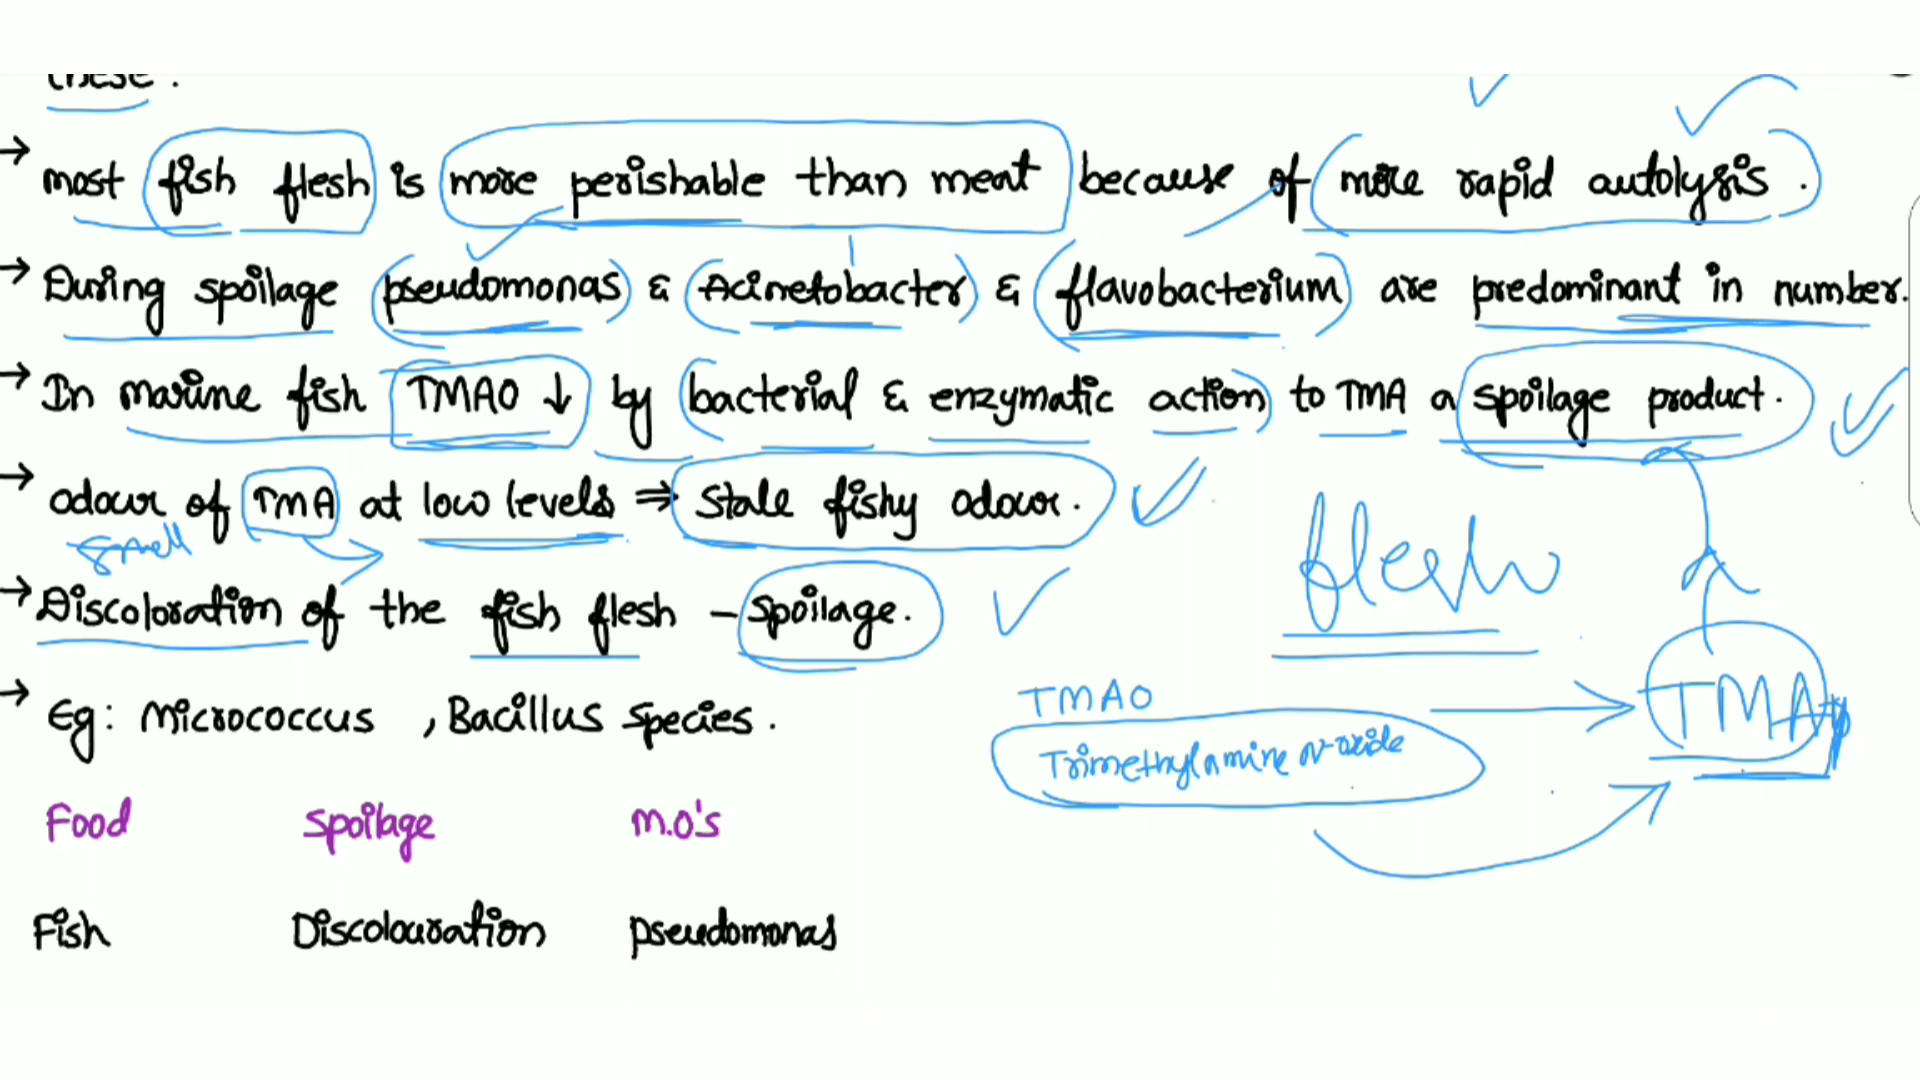 these.
→ most fish flesh is more perishable than meat because of more rapid autolysis.
→ During spoilage pseudomonas & Acinetobacter & flavobacterium are predominant in number.
→ In marine fish TMAO ↓ by bacterial & enzymatic action to TMA a spoilage product.
→ odour of TMA at low levels ⇒ stale fishy odour.
smell
flesh
→ Discoloration of the fish flesh – spoilage.
→ Eg: micrococcus, Bacillus species.
TMAO → TMA
Trimethylamine N-oxide
Food spoilage m.o's
Fish Discolouration pseudomonas